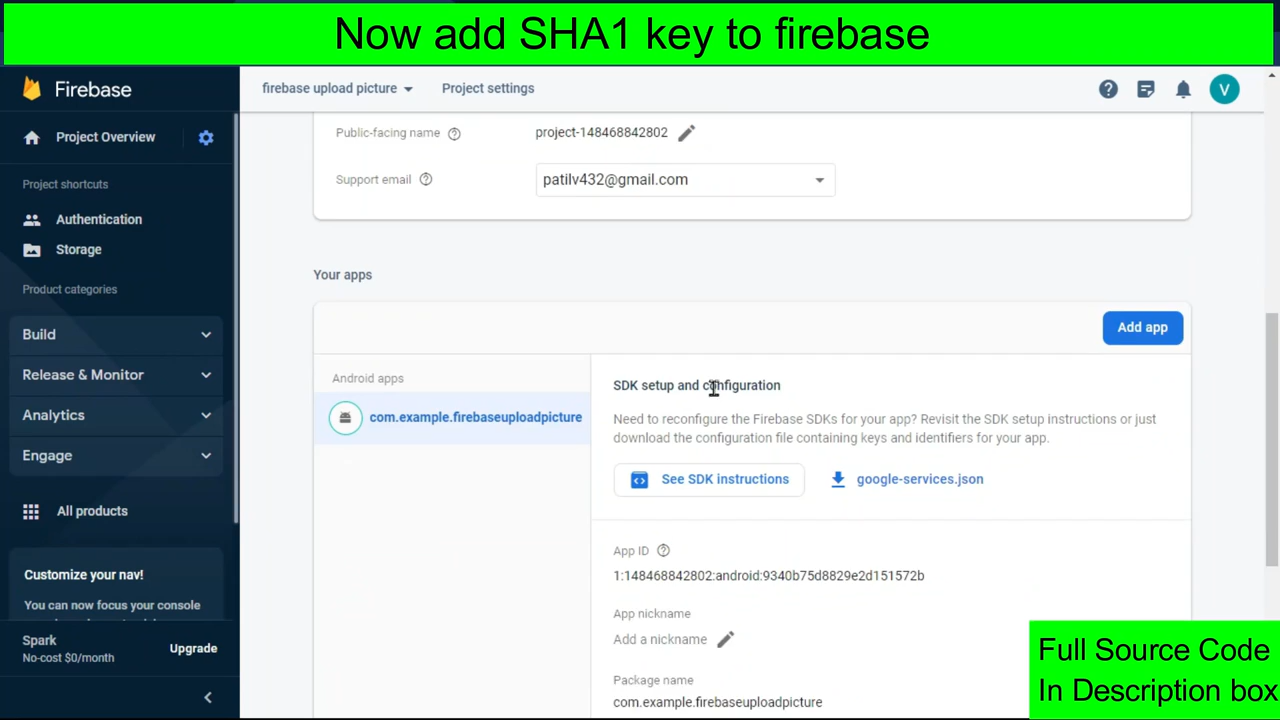 Now add SHA1 key to firebase
Firebase
firebase upload picture
Project settings
V
Project Overview
Project shortcuts
Authentication
Storage
Product categories
Build
Release & Monitor
Analytics
Engage
All products
Customize your nav!
You can now focus your console
Spark
No-cost $0/month
Upgrade
Public-facing name
project-148468842802
Support email
patilv432@gmail.com
Your apps
Add app
Android apps
com.example.firebaseuploadpicture
SDK setup and configuration
Need to reconfigure the Firebase SDKs for your app? Revisit the SDK setup instructions or just
download the configuration file containing keys and identifiers for your app.
See SDK instructions
google-services.json
App ID
1:148468842802:android:9340b75d8829e2d151572b
App nickname
Add a nickname
Package name
com.example.firebaseuploadpicture
Full Source Code
In Description box